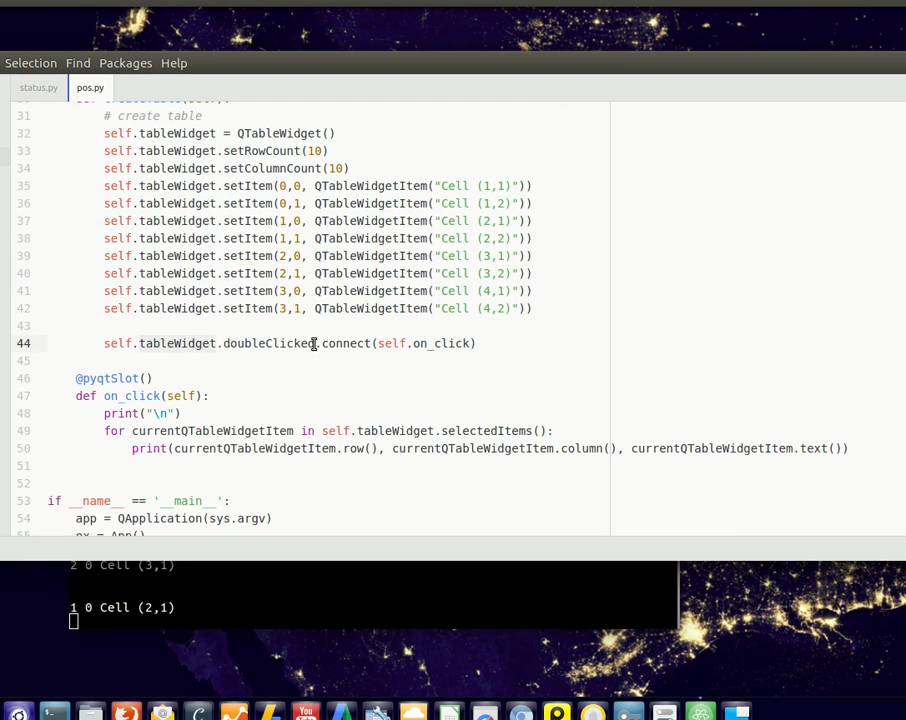 Selection Find Packages Help
status.py pos.py
31 # create table
32 self.tableWidget = QTableWidget()
33 self.tableWidget.setRowCount(10)
34 self.tableWidget.setColumnCount(10)
35 self.tableWidget.setItem(0,0, QTableWidgetItem("Cell (1,1)"))
36 self.tableWidget.setItem(0,1, QTableWidgetItem("Cell (1,2)"))
37 self.tableWidget.setItem(1,0, QTableWidgetItem("Cell (2,1)"))
38 self.tableWidget.setItem(1,1, QTableWidgetItem("Cell (2,2)"))
39 self.tableWidget.setItem(2,0, QTableWidgetItem("Cell (3,1)"))
40 self.tableWidget.setItem(2,1, QTableWidgetItem("Cell (3,2)"))
41 self.tableWidget.setItem(3,0, QTableWidgetItem("Cell (4,1)"))
42 self.tableWidget.setItem(3,1, QTableWidgetItem("Cell (4,2)"))
43
44 self.tableWidget.doubleClicked.connect(self.on_click)
45
46 @pyqtSlot()
47 def on_click(self):
48 print("\n")
49 for currentQTableWidgetItem in self.tableWidget.selectedItems():
50 print(currentQTableWidgetItem.row(), currentQTableWidgetItem.column(), currentQTableWidgetItem.text())
51
52
53 if __name__ == '__main__':
54 app = QApplication(sys.argv)
55 ex = App()
2 0 Cell (3,1)
1 0 Cell (2,1)
You